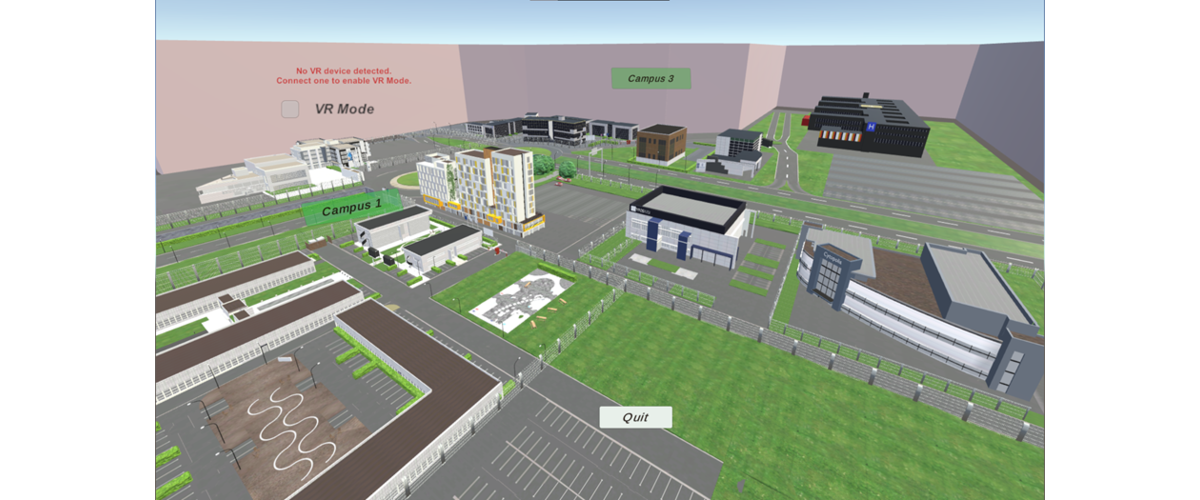 No VR device detected.
Connect one to enable VR Mode.
Campus 3
VR Mode
H
Campus 1
Quit